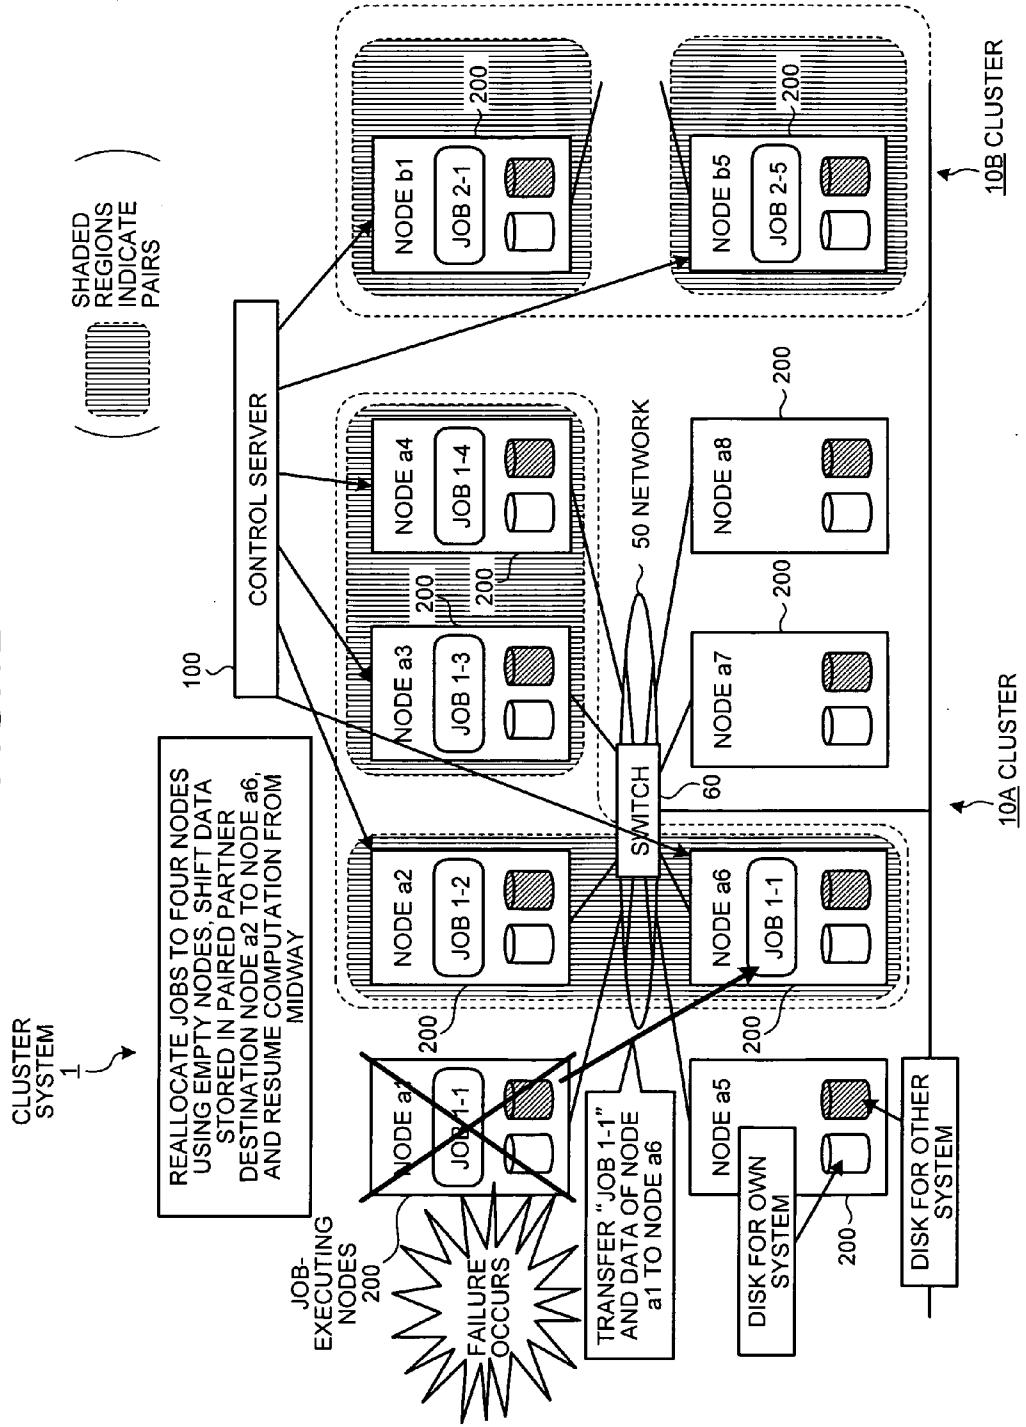 CLUSTER
SYSTEM
1
REALLOCATE JOBS TO FOUR NODES
USING EMPTY NODES, SHIFT DATA
STORED IN PAIRED PARTNER
DESTINATION NODE a2 TO NODE a6,
AND RESUME COMPUTATION FROM
MIDWAY
SHADED
REGIONS
INDICATE
PAIRS
100
CONTROL SERVER
JOB-
EXECUTING
NODES
200
FAILURE
OCCURS
NODE a1
JOB 1-1
200
NODE a2
JOB 1-2
200
NODE a3
JOB 1-3
200
NODE a4
JOB 1-4
200
NODE b1
JOB 2-1
200
TRANSFER “JOB 1-1”
AND DATA OF NODE
a1 TO NODE a6
SWITCH
60
50 NETWORK
NODE a5
200
DISK FOR OWN
SYSTEM
DISK FOR OTHER
SYSTEM
NODE a6
JOB 1-1
NODE a7
200
NODE a8
200
NODE b5
JOB 2-5
200
10A CLUSTER
10B CLUSTER